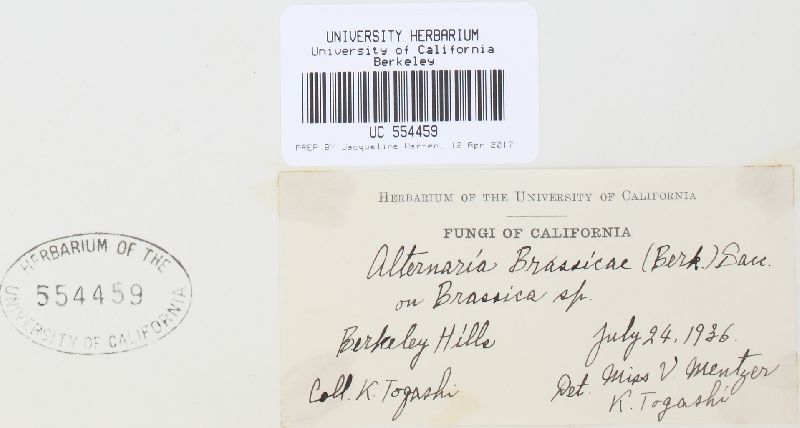 UNIVERSITY HERBARIUM
University of California
Berkeley
UC 554459
PREP BY Jacqueline Warren, 12 Apr 2017
HERBARIUM OF THE UNIVERSITY OF CALIFORNIA
FUNGI OF CALIFORNIA
Alternaria Brassicae (Berk.) Sacc.
on Brassica sp.
Berkeley Hills July 24, 1936.
Coll. K. Togashi Det. Miss V. Mentzer
K. Togashi
HERBARIUM OF THE
554459
UNIVERSITY OF CALIFORNIA